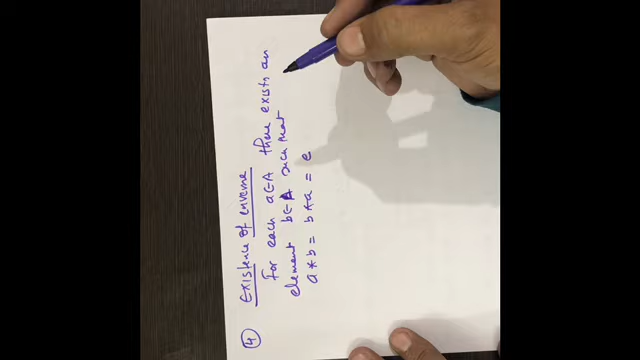 ④ Existence of inverse
For each a∈A there exists an
element b∈A such that
a * b = b * a = e